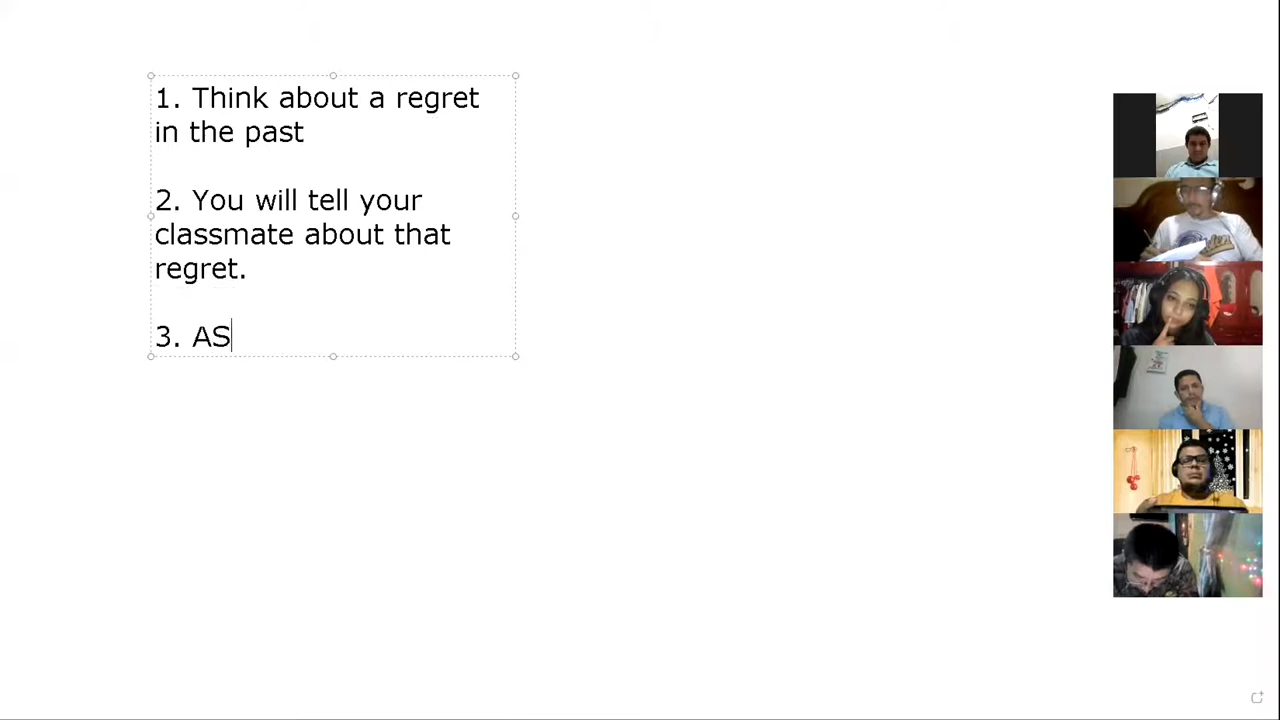 1. Think about a regret
in the past
2. You will tell your
classmate about that
regret.
3. AS